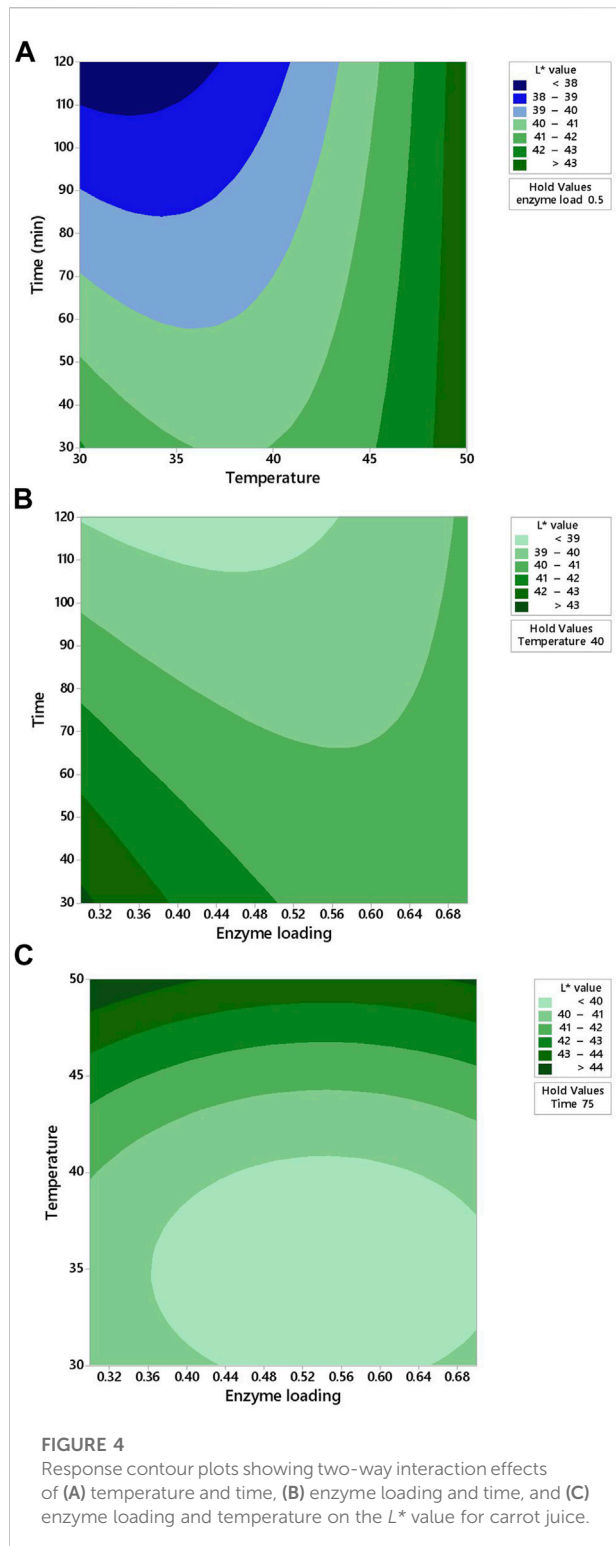 A
120
110
100
90
80
70
60
50
40
30
Time (min)
30 35 40 45 50
Temperature
L* value
< 38
38 – 39
39 – 40
40 – 41
41 – 42
42 – 43
> 43
Hold Values
enzyme load 0.5
B
120
110
100
90
80
70
60
50
40
30
Time
0.32 0.36 0.40 0.44 0.48 0.52 0.56 0.60 0.64 0.68
Enzyme loading
L* value
< 39
39 – 40
40 – 41
41 – 42
42 – 43
> 43
Hold Values
Temperature 40
C
50
45
40
35
30
Temperature
0.32 0.36 0.40 0.44 0.48 0.52 0.56 0.60 0.64 0.68
Enzyme loading
L* value
< 40
40 – 41
41 – 42
42 – 43
43 – 44
> 44
Hold Values
Time 75
FIGURE 4
Response contour plots showing two-way interaction effects
of (A) temperature and time, (B) enzyme loading and time, and (C)
enzyme loading and temperature on the L* value for carrot juice.